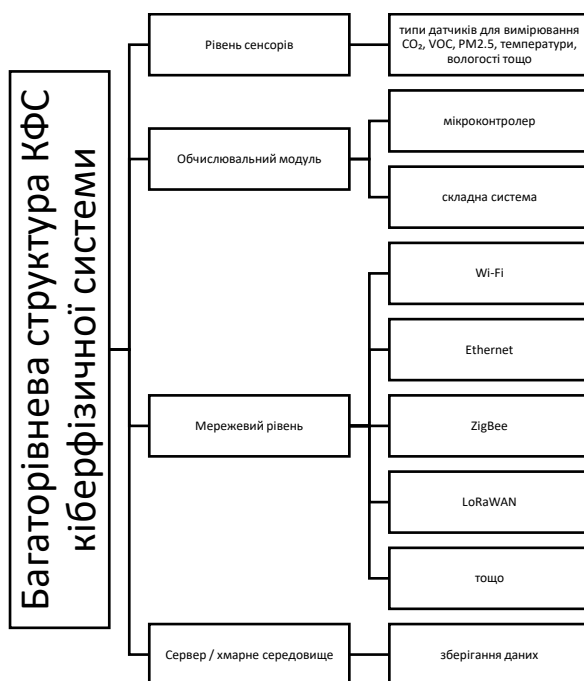 Багаторівнева структура КФС
кіберфізичної системи
Рівень сенсорів
типи датчиків для вимірювання
CO₂, VOC, PM2.5, температури,
вологості тощо
Обчислювальний модуль
мікроконтролер
складна система
Мережевий рівень
Wi-Fi
Ethernet
ZigBee
LoRaWAN
тощо
Сервер / хмарне середовище
зберігання даних